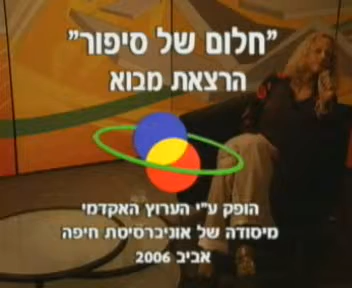 "חלום של סיפור"
הרצאת מבוא
הופק ע"י הערוץ האקדמי
מיסודה של אוניברסיטת חיפה
אביב 2006